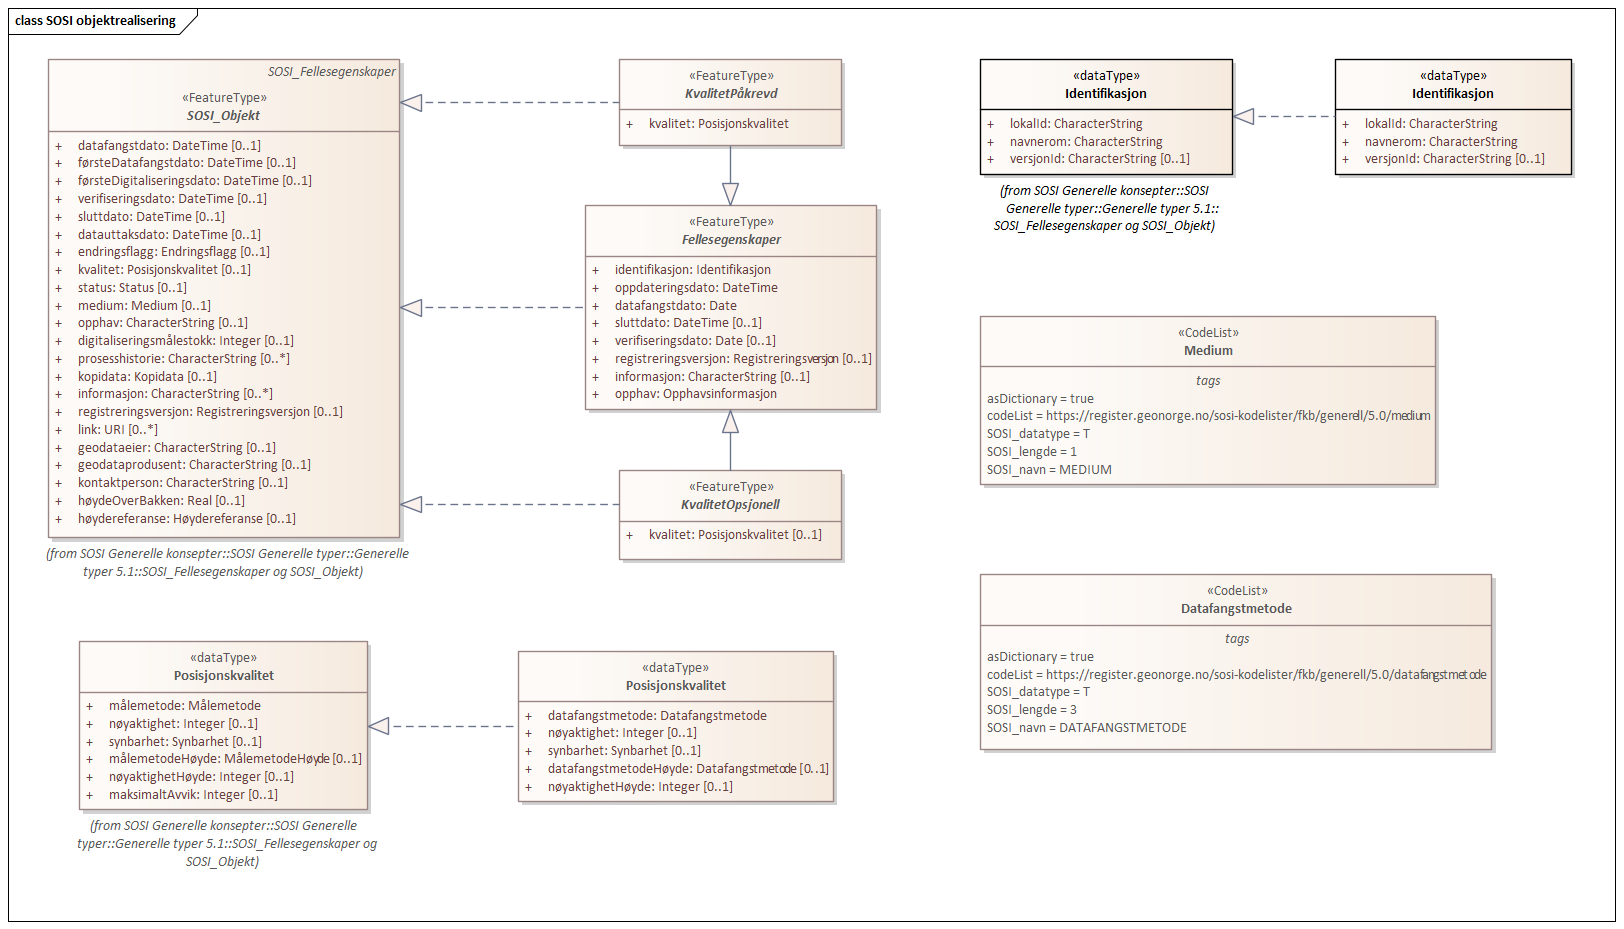 class SOSI objektrealisering
SOSI_Fellesegenskaper
«FeatureType»
SOSI_Objekt
+ datafangstdato: DateTime [0..1]
+ førsteDatafangstdato: DateTime [0..1]
+ førsteDigitaliseringsdato: DateTime [0..1]
+ verifiseringsdato: DateTime [0..1]
+ sluttdato: DateTime [0..1]
+ datauttaksdato: DateTime [0..1]
+ endringsflagg: Endringsflagg [0..1]
+ kvalitet: Posisjonskvalitet [0..1]
+ status: Status [0..1]
+ medium: Medium [0..1]
+ opphav: CharacterString [0..1]
+ digitaliseringsmålestokk: Integer [0..1]
+ prosesshistorie: CharacterString [0..*]
+ kopidata: Kopidata [0..1]
+ informasjon: CharacterString [0..*]
+ registreringsversjon: Registreringsversjon [0..1]
+ link: URI [0..*]
+ geodataeier: CharacterString [0..1]
+ geodataprodusent: CharacterString [0..1]
+ kontaktperson: CharacterString [0..1]
+ høydeOverBakken: Real [0..1]
+ høydereferanse: Høydereferanse [0..1]
(from SOSI Generelle konsepter::SOSI Generelle typer::Generelle
typer 5.1::SOSI_Fellesegenskaper og SOSI_Objekt)
«FeatureType»
KvalitetPåkrevd
+ kvalitet: Posisjonskvalitet
«FeatureType»
Fellesegenskaper
+ identifikasjon: Identifikasjon
+ oppdateringsdato: DateTime
+ datafangstdato: Date
+ sluttdato: DateTime [0..1]
+ verifiseringsdato: Date [0..1]
+ registreringsversjon: Registreringsversjon [0..1]
+ informasjon: CharacterString [0..1]
+ opphav: Opphavsinformasjon
«FeatureType»
KvalitetOpsjonell
+ kvalitet: Posisjonskvalitet [0..1]
«dataType»
Identifikasjon
+ lokalId: CharacterString
+ navnerom: CharacterString
+ versjonId: CharacterString [0..1]
(from SOSI Generelle konsepter::SOSI
Generelle typer::Generelle typer 5.1::
SOSI_Fellesegenskaper og SOSI_Objekt)
«dataType»
Identifikasjon
+ lokalId: CharacterString
+ navnerom: CharacterString
+ versjonId: CharacterString [0..1]
«CodeList»
Medium
tags
asDictionary = true
codeList = https://register.geonorge.no/sosi-kodelister/fkb/generell/5.0/medium
SOSI_datatype = T
SOSI_lengde = 1
SOSI_navn = MEDIUM
«CodeList»
Datafangstmetode
tags
asDictionary = true
codeList = https://register.geonorge.no/sosi-kodelister/fkb/generell/5.0/datafangstmetode
SOSI_datatype = T
SOSI_lengde = 3
SOSI_navn = DATAFANGSTMETODE
«dataType»
Posisjonskvalitet
+ målemetode: Målemetode
+ nøyaktighet: Integer [0..1]
+ synbarhet: Synbarhet [0..1]
+ målemetodeHøyde: MålemetodeHøyde [0..1]
+ nøyaktighetHøyde: Integer [0..1]
+ maksimaltAvvik: Integer [0..1]
(from SOSI Generelle konsepter::SOSI Generelle
typer::Generelle typer 5.1::SOSI_Fellesegenskaper og
SOSI_Objekt)
«dataType»
Posisjonskvalitet
+ datafangstmetode: Datafangstmetode
+ nøyaktighet: Integer [0..1]
+ synbarhet: Synbarhet [0..1]
+ datafangstmetodeHøyde: Datafangstmetode [0..1]
+ nøyaktighetHøyde: Integer [0..1]